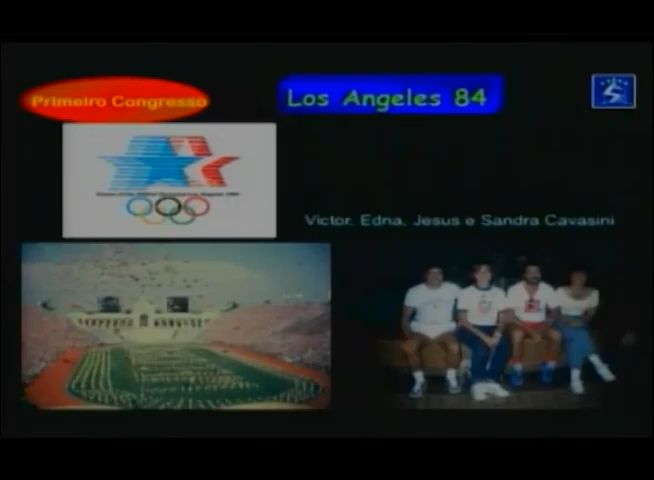 Primeiro Congresso
Los Angeles 84
Victor, Edna, Jesus e Sandra Cavasini